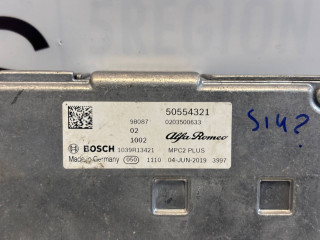 50554321
98087 0203500633
02
1002 Alfa Romeo
BOSCH 1039R13421 MPC2 PLUS
Made in Germany 050 1110 04-JUN-2019 3997